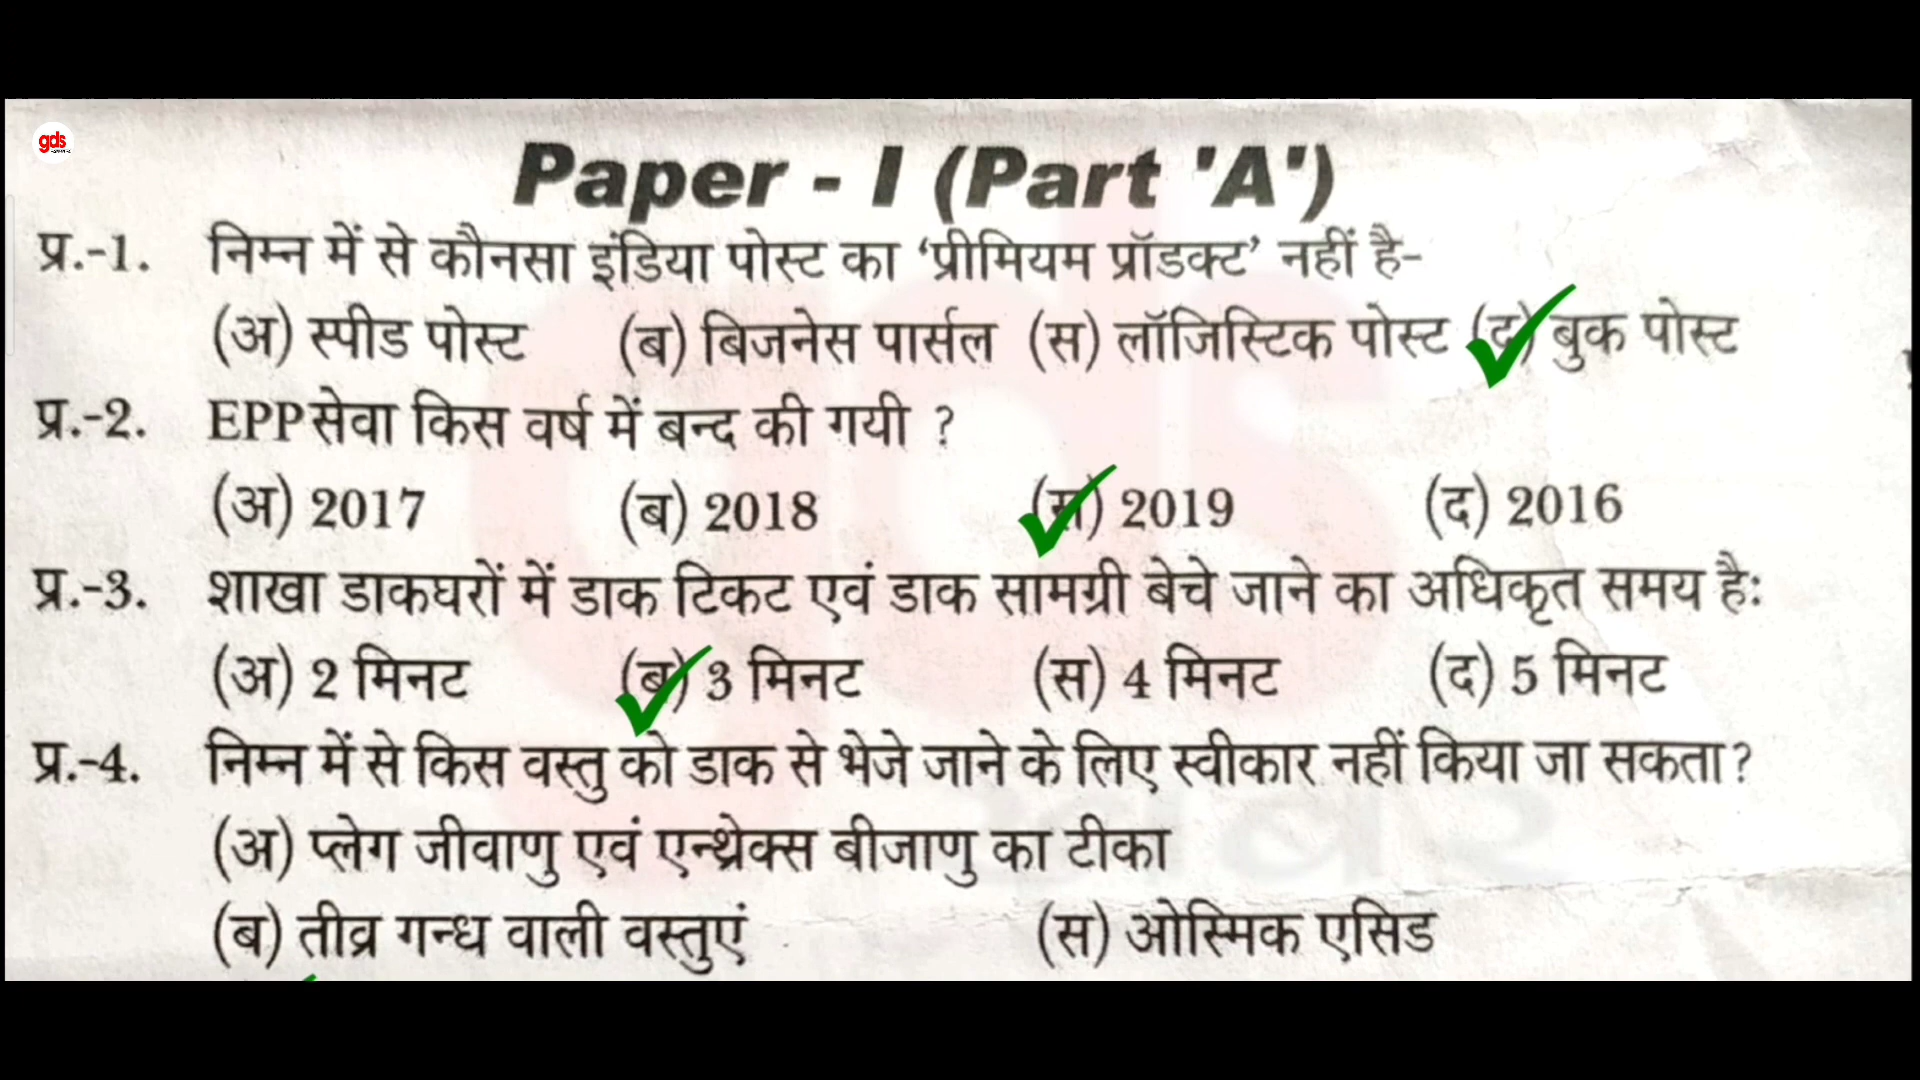 gds
Paper - I (Part 'A')
प्र.-1. निम्न में से कौनसा इंडिया पोस्ट का ‘प्रीमियम प्रॉडक्ट’ नहीं है-
(अ) स्पीड पोस्ट (ब) बिजनेस पार्सल (स) लॉजिस्टिक पोस्ट (द) बुक पोस्ट
प्र.-2. EPP सेवा किस वर्ष में बन्द की गयी ?
(अ) 2017 (ब) 2018 (स) 2019 (द) 2016
प्र.-3. शाखा डाकघरों में डाक टिकट एवं डाक सामग्री बेचे जाने का अधिकृत समय है:
(अ) 2 मिनट (ब) 3 मिनट (स) 4 मिनट (द) 5 मिनट
प्र.-4. निम्न में से किस वस्तु को डाक से भेजे जाने के लिए स्वीकार नहीं किया जा सकता?
(अ) प्लेग जीवाणु एवं एन्थ्रेक्स बीजाणु का टीका
(ब) तीव्र गन्ध वाली वस्तुएं (स) ओस्मिक एसिड